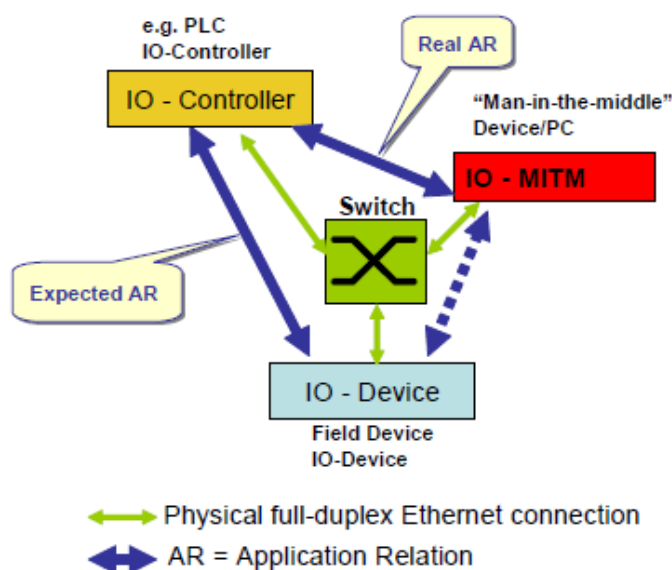 e.g. PLC
IO-Controller
Real AR
IO - Controller
“Man-in-the-middle”
Device/PC
IO - MITM
Switch
Expected AR
IO - Device
Field Device
IO-Device
Physical full-duplex Ethernet connection
AR = Application Relation